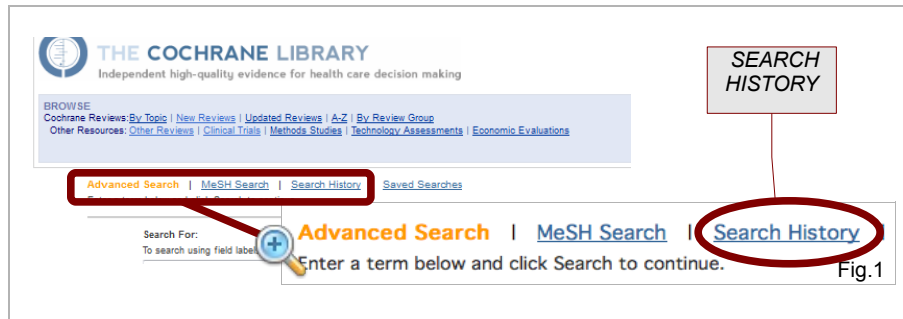 THE COCHRANE LIBRARY
Independent high-quality evidence for health care decision making
SEARCH
HISTORY
BROWSE
Cochrane Reviews: By Topic | New Reviews | Updated Reviews | A-Z | By Review Group
Other Resources: Other Reviews | Clinical Trials | Methods Studies | Technology Assessments | Economic Evaluations
Advanced Search | MeSH Search | Search History Saved Searches
Search For:
To search using field label
Advanced Search | MeSH Search | Search History |
Enter a term below and click Search to continue.
Fig.1